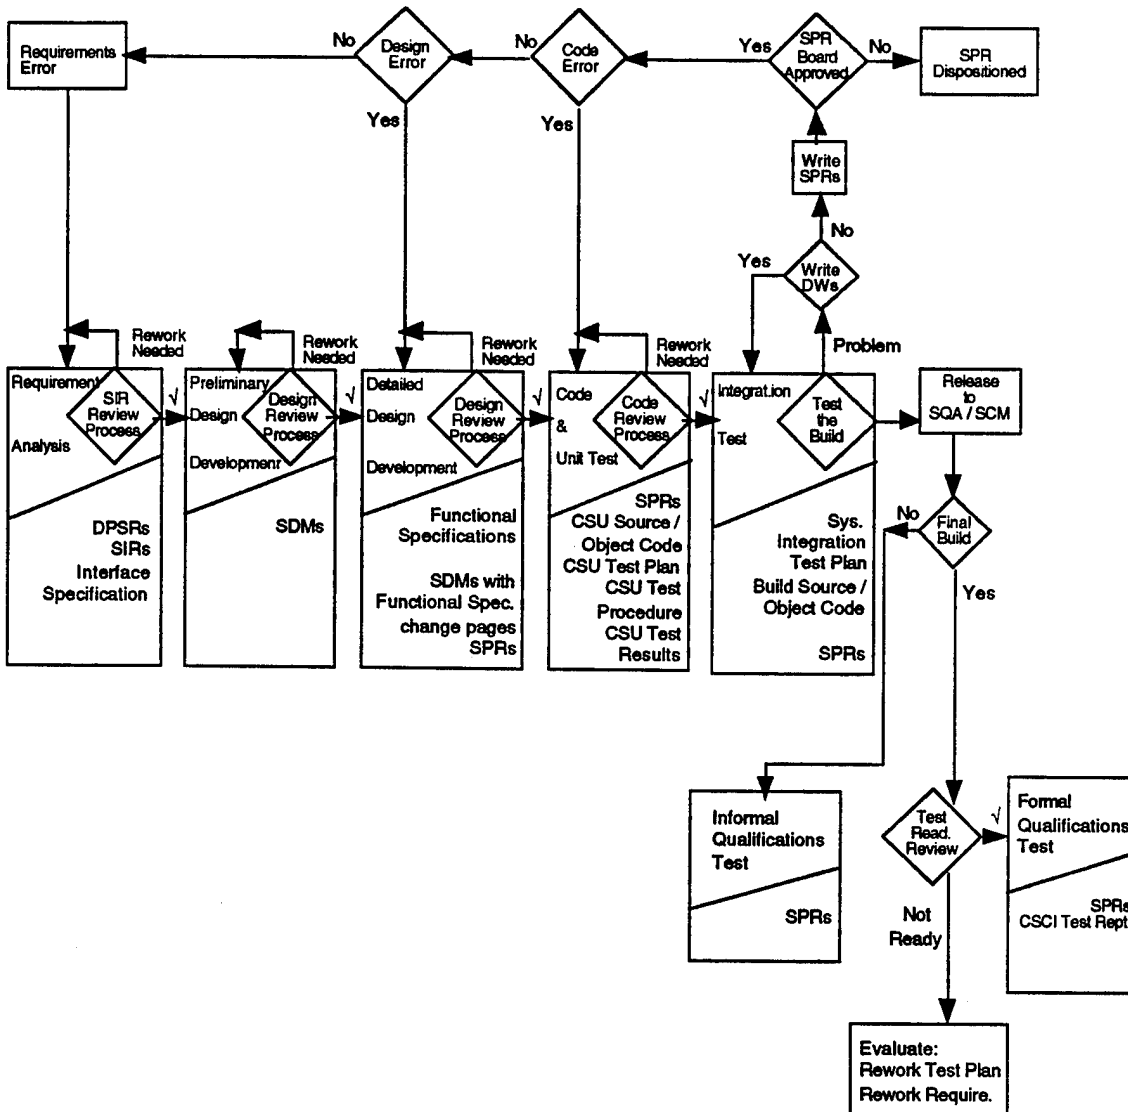 Requirements
Error
No
Design
Error
No
Code
Error
Yes
SPR
Board
Approved
No
SPR
Dispositioned
Yes
Yes
Write
SPRs
No
Yes
Write
DWs
Problem
Rework
Needed
Rework
Needed
Rework
Needed
Rework
Needed
Requirement
Analysis
SIR
Review
Process
√
DPSRs
SIRs
Interface
Specification
Preliminary
Design
Developmenr
Design
Review
Process
√
SDMs
Detailed
Design
Development
Design
Review
Process
√
Functional
Specifications
SDMs with
Functional Spec.
change pages
SPRs
Code
&
Unit Test
Code
Review
Process
√
SPRs
CSU Source /
Object Code
CSU Test Plan
CSU Test
Procedure
CSU Test
Results
Integration
Test
Test
the
Build
Sys.
Integration
Test Plan
Build Source /
Object Code
SPRs
Release
to
SQA / SCM
No
Final
Build
Yes
Informal
Qualifications
Test
SPRs
Test
Read.
Review
√
Formal
Qualifications
Test
SPRs
CSCI Test Rept
Not
Ready
Evaluate:
Rework Test Plan
Rework Require.